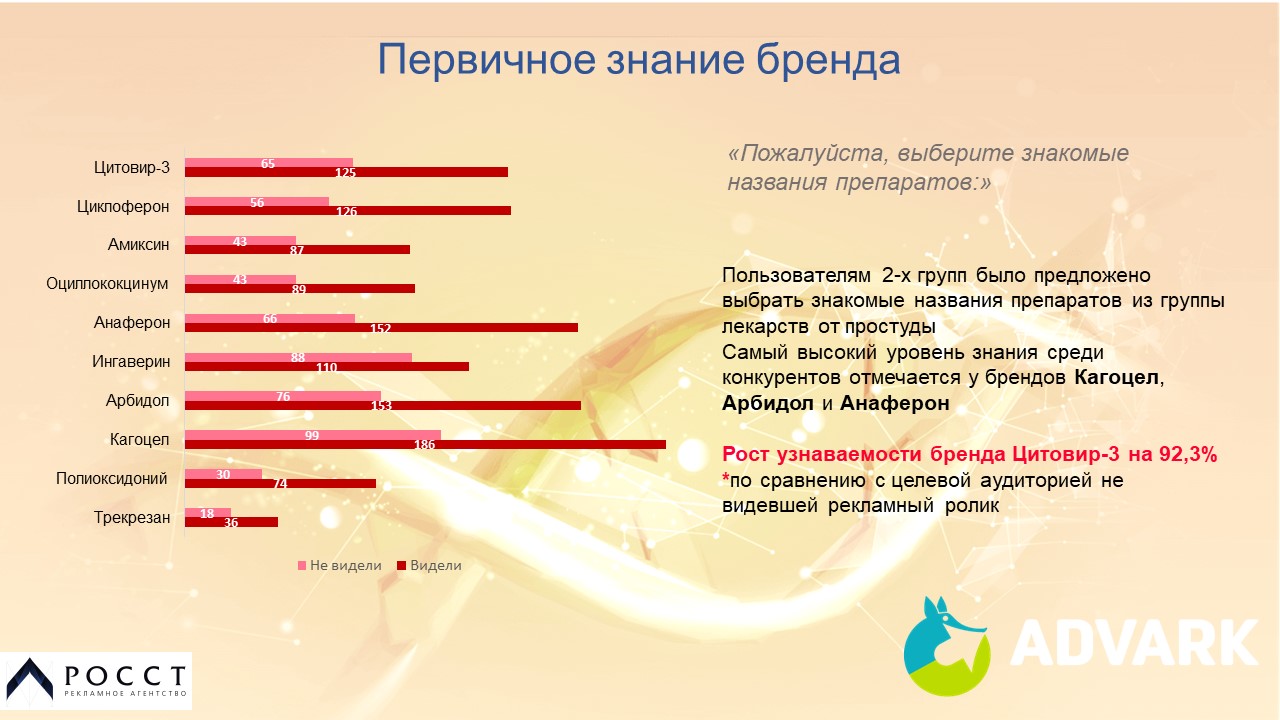 Первичное знание бренда
Цитовир-3
65
125
Циклоферон
56
126
Амиксин
43
87
Оциллококцинум
43
89
Анаферон
66
152
Ингаверин
88
110
Арбидол
76
153
Кагоцел
99
186
Полиоксидоний
30
74
Трекрезан
18
36
Не видели
Видели
«Пожалуйста, выберите знакомые
названия препаратов:»
Пользователям 2-х групп было предложено
выбрать знакомые названия препаратов из группы
лекарств от простуды
Самый высокий уровень знания среди
конкурентов отмечается у брендов Кагоцел,
Арбидол и Анаферон
Рост узнаваемости бренда Цитовир-3 на 92,3%
*по сравнению с целевой аудиторией не
видевшей рекламный ролик
РОССТ
РЕКЛАМНОЕ АГЕНТСТВО
ADVARK